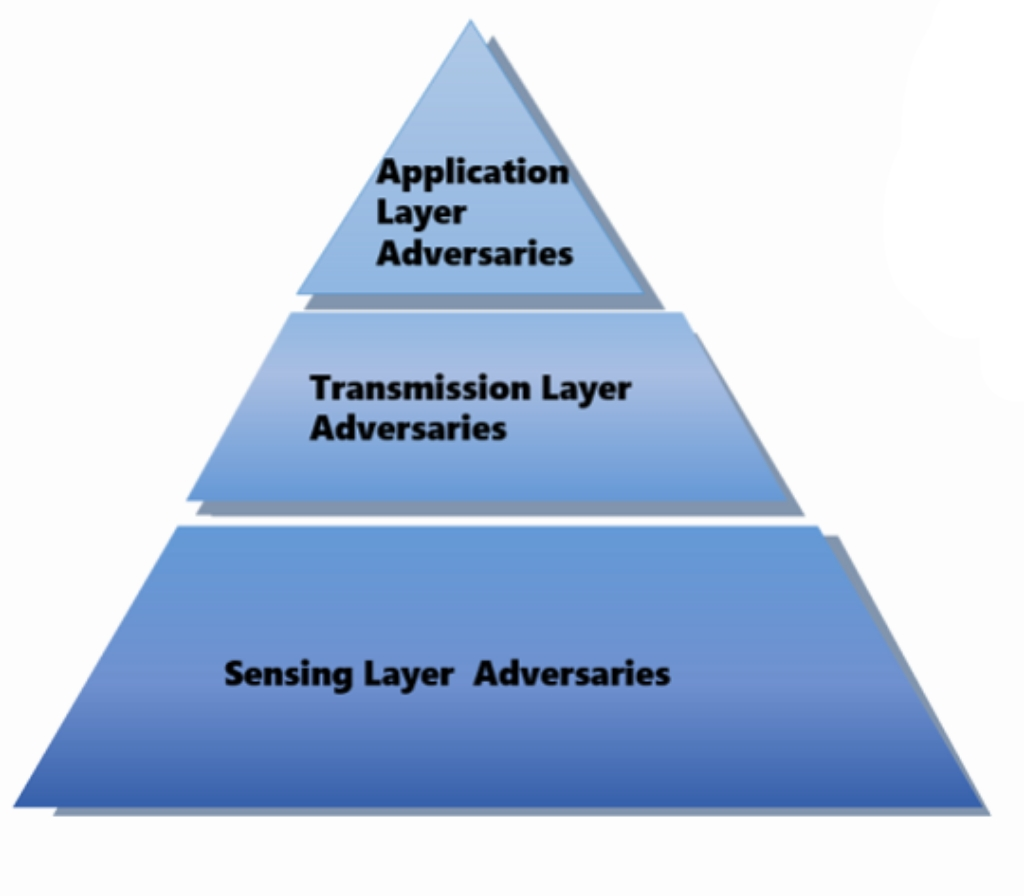 Application
Layer
Adversaries
Transmission Layer
Adversaries
Sensing Layer  Adversaries